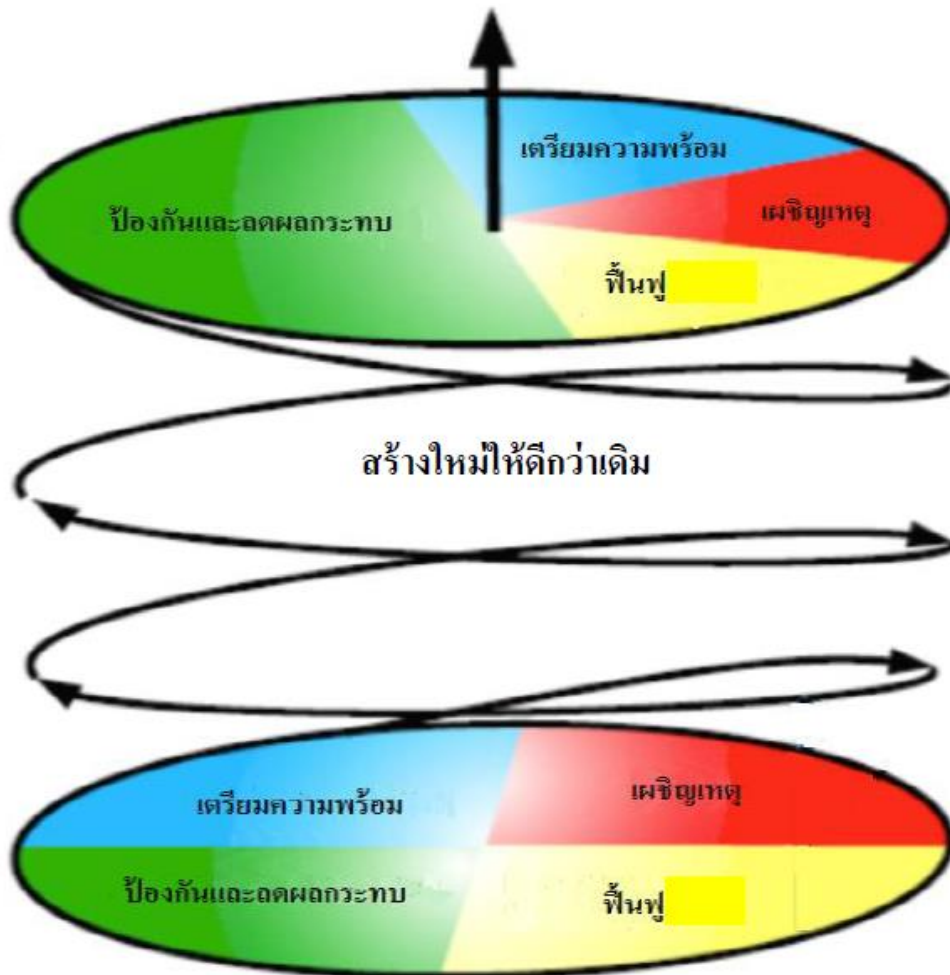 เตรียมความพร้อม
ป้องกันและลดผลกระทบ
เผชิญเหตุ
ฟื้นฟู
สร้างใหม่ให้ดีกว่าเดิม
เตรียมความพร้อม
เผชิญเหตุ
ป้องกันและลดผลกระทบ
ฟื้นฟู